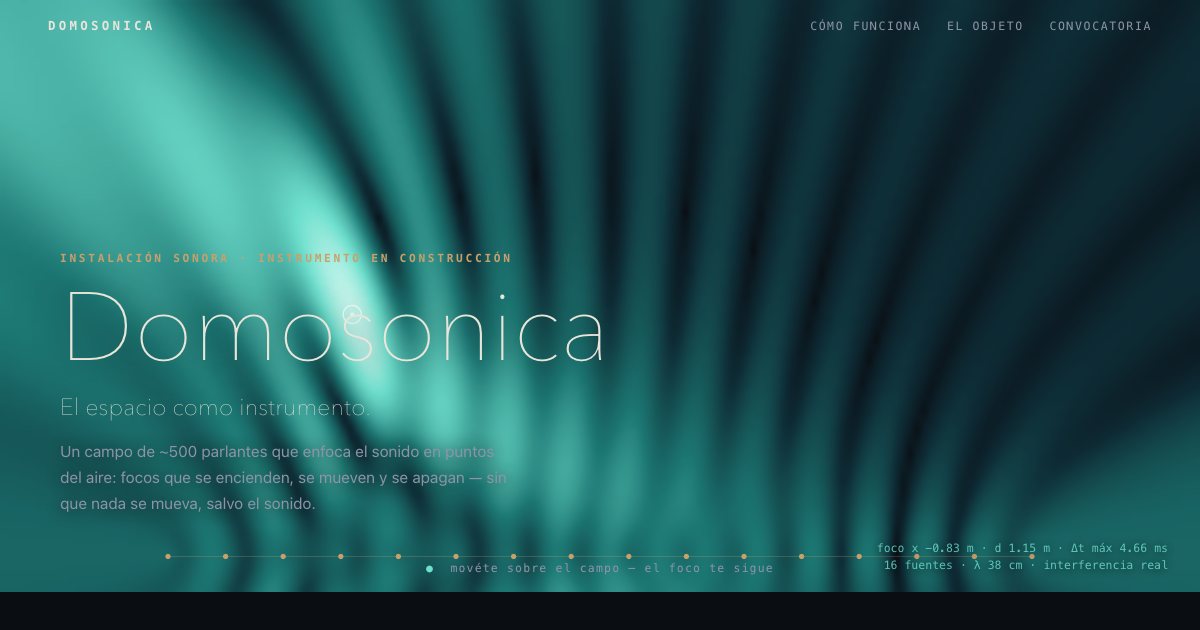 DOMOSONICA
CÓMO FUNCIONA EL OBJETO CONVOCATORIA
INSTALACIÓN SONORA · INSTRUMENTO EN CONSTRUCCIÓN
Domosonica
El espacio como instrumento.
Un campo de ~500 parlantes que enfoca el sonido en puntos
del aire: focos que se encienden, se mueven y se apagan — sin
que nada se mueva, salvo el sonido.
foco x −0.83 m · d 1.15 m · Δt máx 4.66 ms
16 fuentes · λ 38 cm · interferencia real
movéte sobre el campo — el foco te sigue